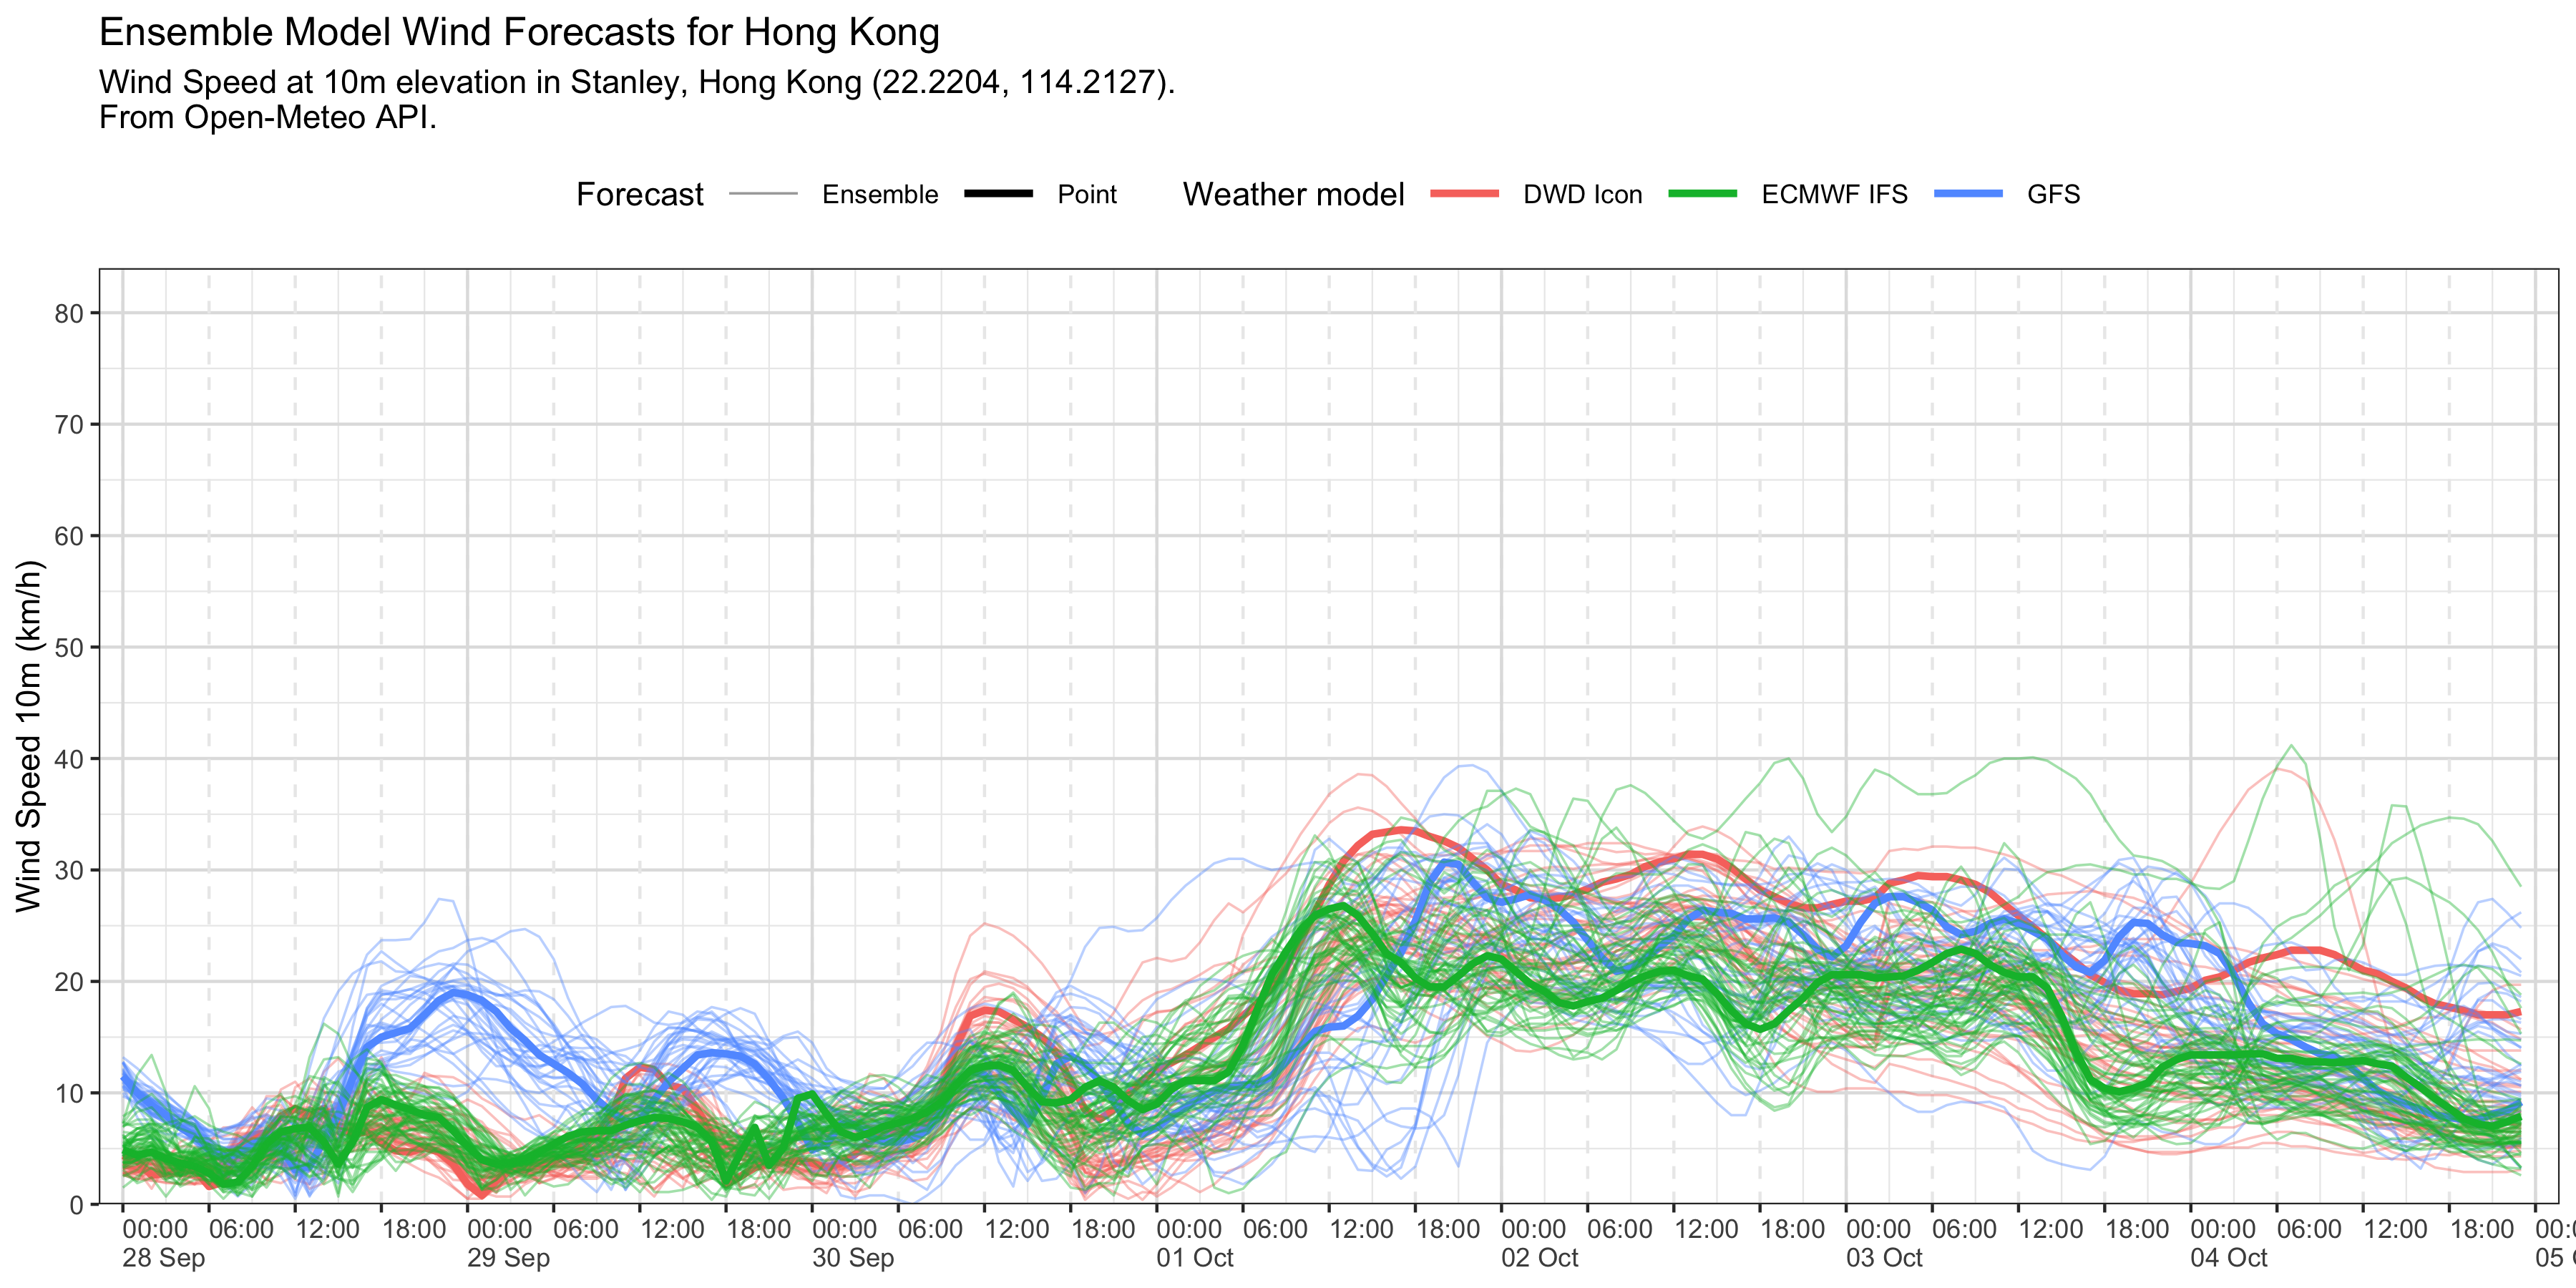 Ensemble Model Wind Forecasts for Hong Kong
Wind Speed at 10m elevation in Stanley, Hong Kong (22.2204, 114.2127).
From Open-Meteo API.
Forecast Ensemble Point Weather model DWD Icon ECMWF IFS GFS
Wind Speed 10m (km/h)
80
70
60
50
40
30
20
10
0
00:00 06:00 12:00 18:00 00:00 06:00 12:00 18:00 00:00 06:00 12:00 18:00 00:00 06:00 12:00 18:00 00:00 06:00 12:00 18:00 00:00 06:00 12:00 18:00 00:00 06:00 12:00 18:00 00:
28 Sep 29 Sep 30 Sep 01 Oct 02 Oct 03 Oct 04 Oct 05